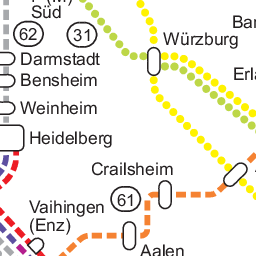 Süd
62
31
Würzburg
Darmstadt
Bensheim
Weinheim
Heidelberg
Crailsheim
61
Vaihingen
(Enz)
Aalen